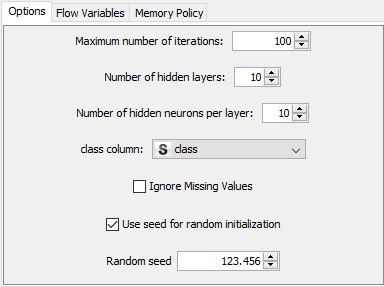 Options Flow Variables Memory Policy
Maximum number of iterations: 100
Number of hidden layers: 10
Number of hidden neurons per layer: 10
class column: S class
Ignore Missing Values
Use seed for random initialization
Random seed 123.456